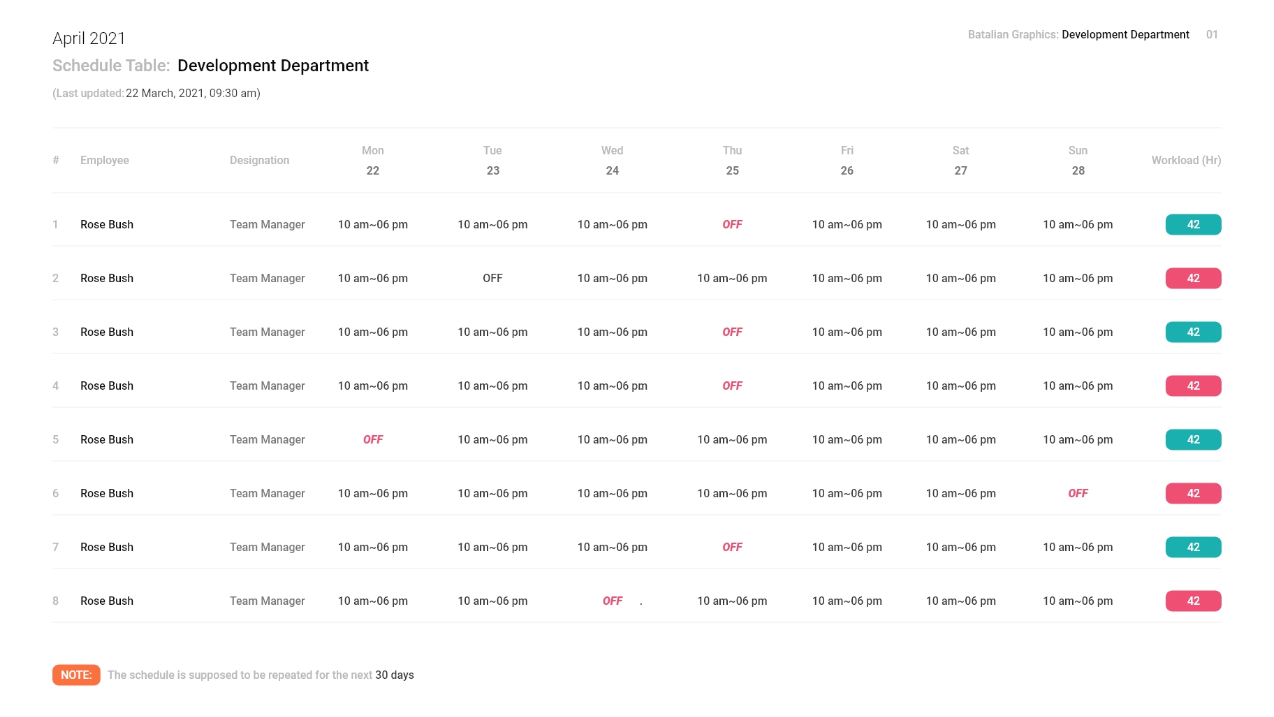 April 2021
Batalian Graphics: Development Department 01
Schedule Table: Development Department
(Last updated: 22 March, 2021, 09:30 am)
# Employee Designation Mon 22 Tue 23 Wed 24 Thu 25 Fri 26 Sat 27 Sun 28 Workload (Hr)
1 Rose Bush Team Manager 10 am~06 pm 10 am~06 pm 10 am~06 pm OFF 10 am~06 pm 10 am~06 pm 10 am~06 pm 42
2 Rose Bush Team Manager 10 am~06 pm OFF 10 am~06 pm 10 am~06 pm 10 am~06 pm 10 am~06 pm 10 am~06 pm 42
3 Rose Bush Team Manager 10 am~06 pm 10 am~06 pm 10 am~06 pm OFF 10 am~06 pm 10 am~06 pm 10 am~06 pm 42
4 Rose Bush Team Manager 10 am~06 pm 10 am~06 pm 10 am~06 pm OFF 10 am~06 pm 10 am~06 pm 10 am~06 pm 42
5 Rose Bush Team Manager OFF 10 am~06 pm 10 am~06 pm 10 am~06 pm 10 am~06 pm 10 am~06 pm 10 am~06 pm 42
6 Rose Bush Team Manager 10 am~06 pm 10 am~06 pm 10 am~06 pm 10 am~06 pm 10 am~06 pm 10 am~06 pm OFF 42
7 Rose Bush Team Manager 10 am~06 pm 10 am~06 pm 10 am~06 pm OFF 10 am~06 pm 10 am~06 pm 10 am~06 pm 42
8 Rose Bush Team Manager 10 am~06 pm 10 am~06 pm OFF . 10 am~06 pm 10 am~06 pm 10 am~06 pm 10 am~06 pm 42
NOTE: The schedule is supposed to be repeated for the next 30 days